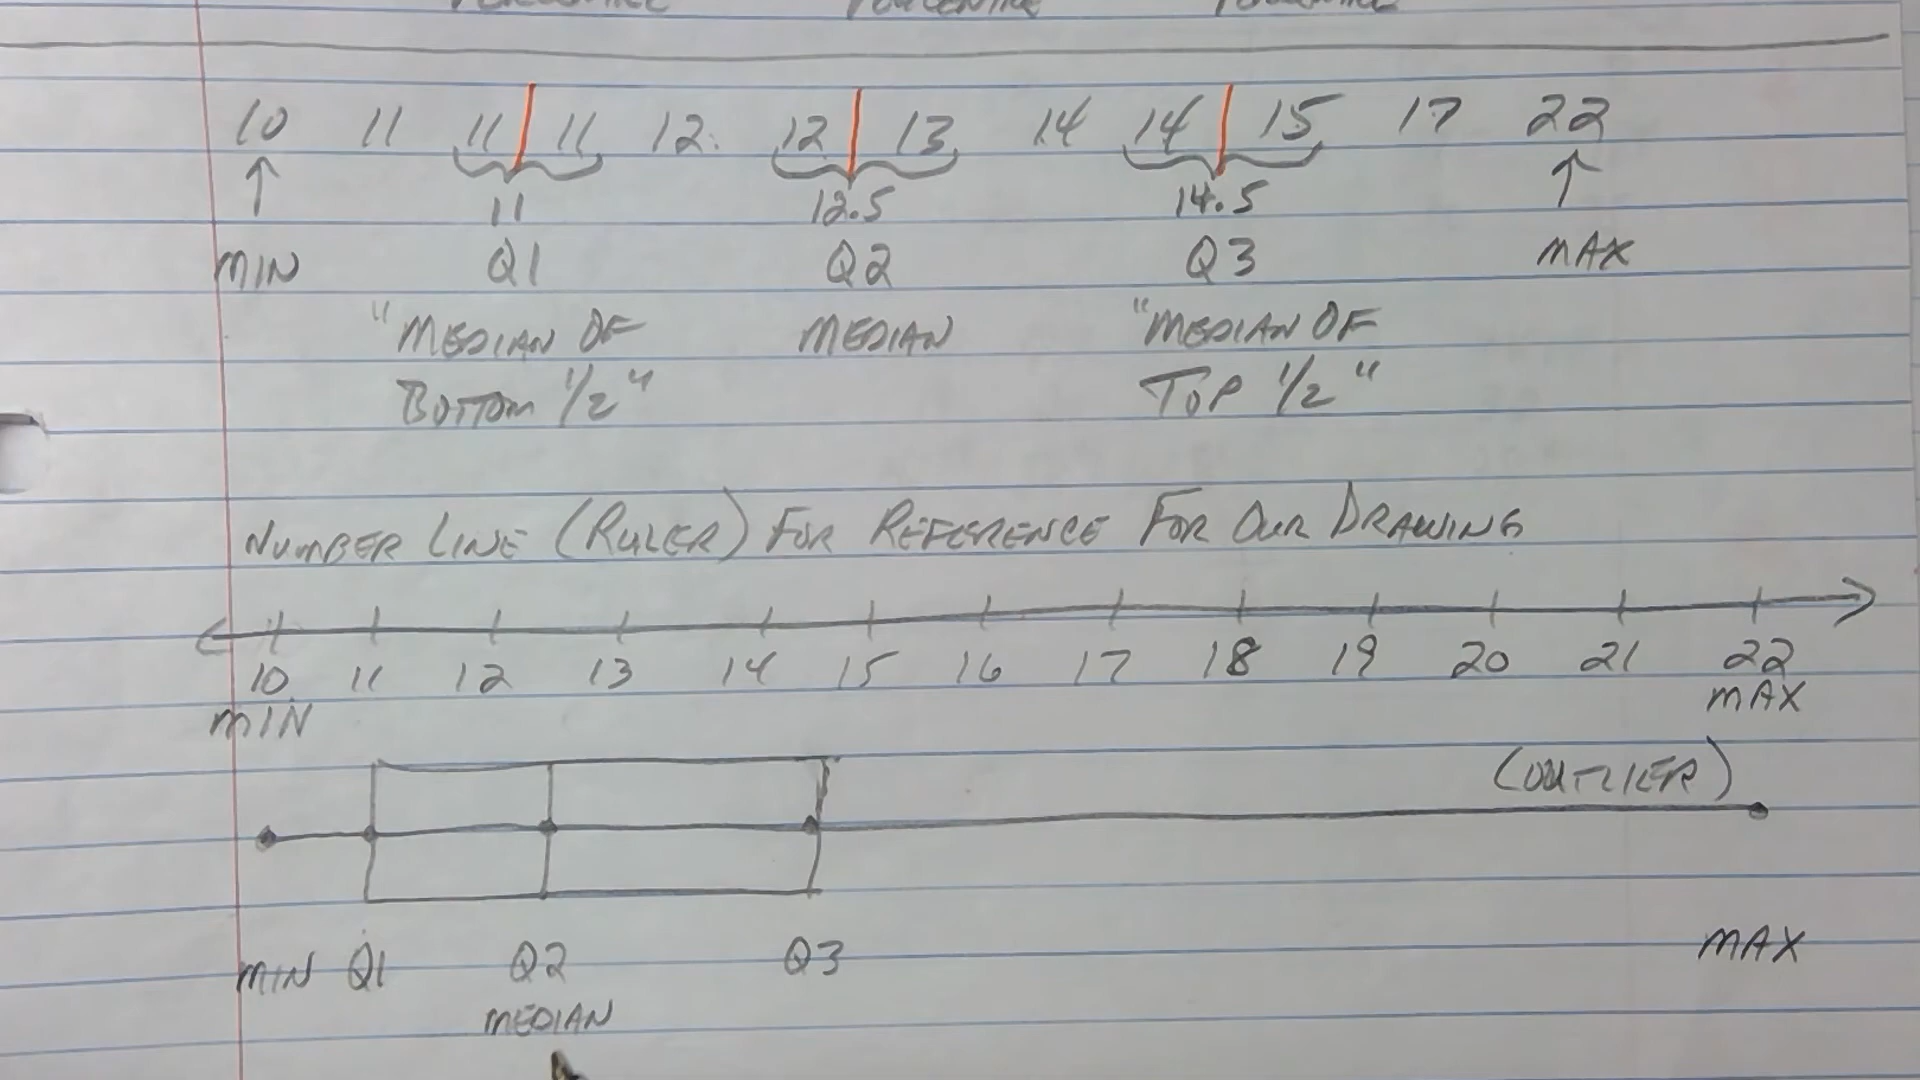 10 11 11 11 12 12 13 14 14 15 17 22
11 12.5 14.5
MIN Q1 Q2 Q3 MAX
"MEDIAN OF MEDIAN "MEDIAN OF
BOTTOM 1/2" TOP 1/2"
NUMBER LINE (RULER) FOR REFERENCE FOR OUR DRAWING
10 11 12 13 14 15 16 17 18 19 20 21 22
MIN MAX
(OUTLIER)
MIN Q1 Q2 Q3 MAX
MEDIAN